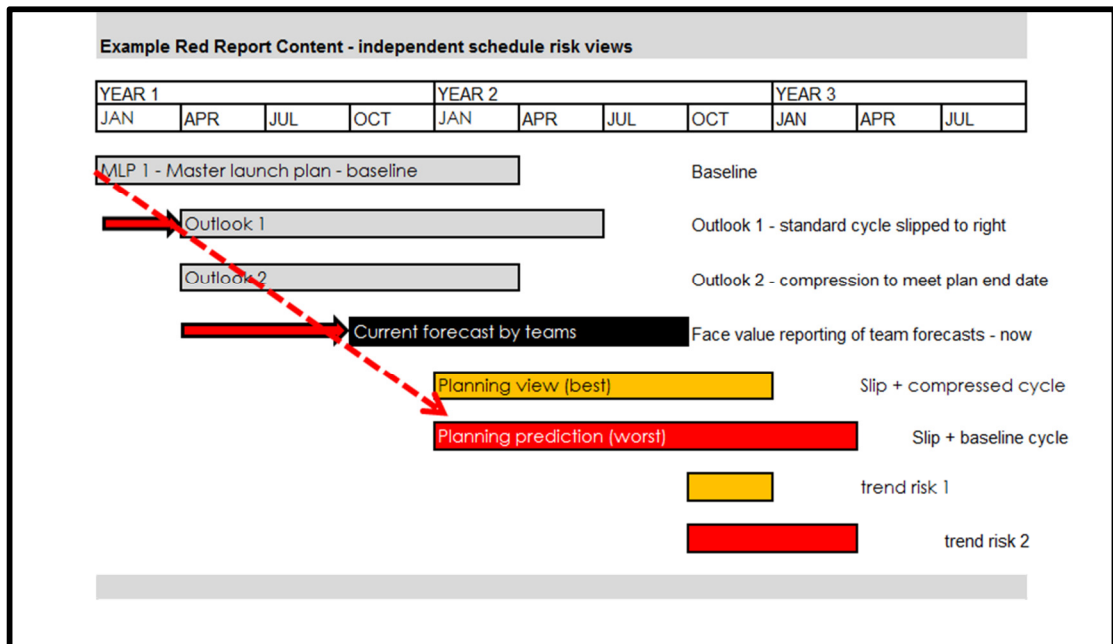 Example Red Report Content - independent schedule risk views
YEAR 1 YEAR 2 YEAR 3
JAN APR JUL OCT JAN APR JUL OCT JAN APR JUL
MLP 1 - Master launch plan - baseline Baseline
Outlook 1 Outlook 1 - standard cycle slipped to right
Outlook 2 Outlook 2 - compression to meet plan end date
Current forecast by teams Face value reporting of team forecasts - now
Planning view (best) Slip + compressed cycle
Planning prediction (worst) Slip + baseline cycle
trend risk 1
trend risk 2